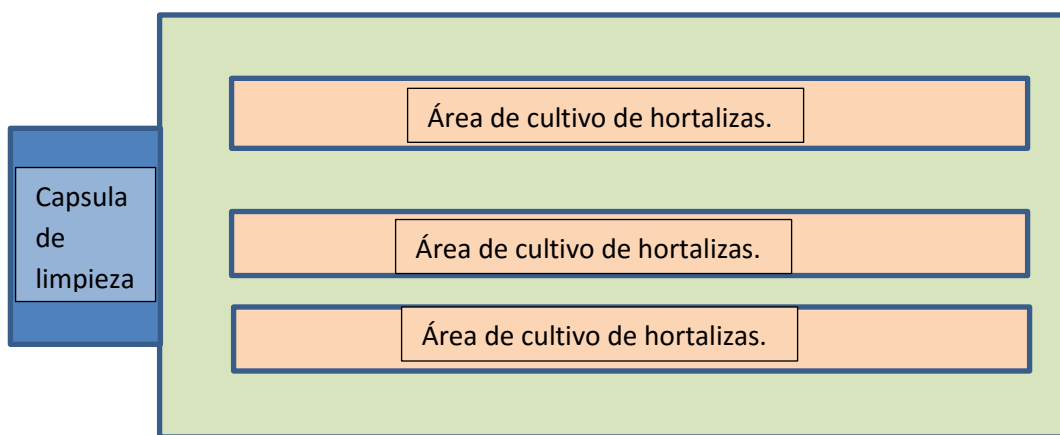 Área de cultivo de hortalizas.
Capsula
de
limpieza
Área de cultivo de hortalizas.
Área de cultivo de hortalizas.